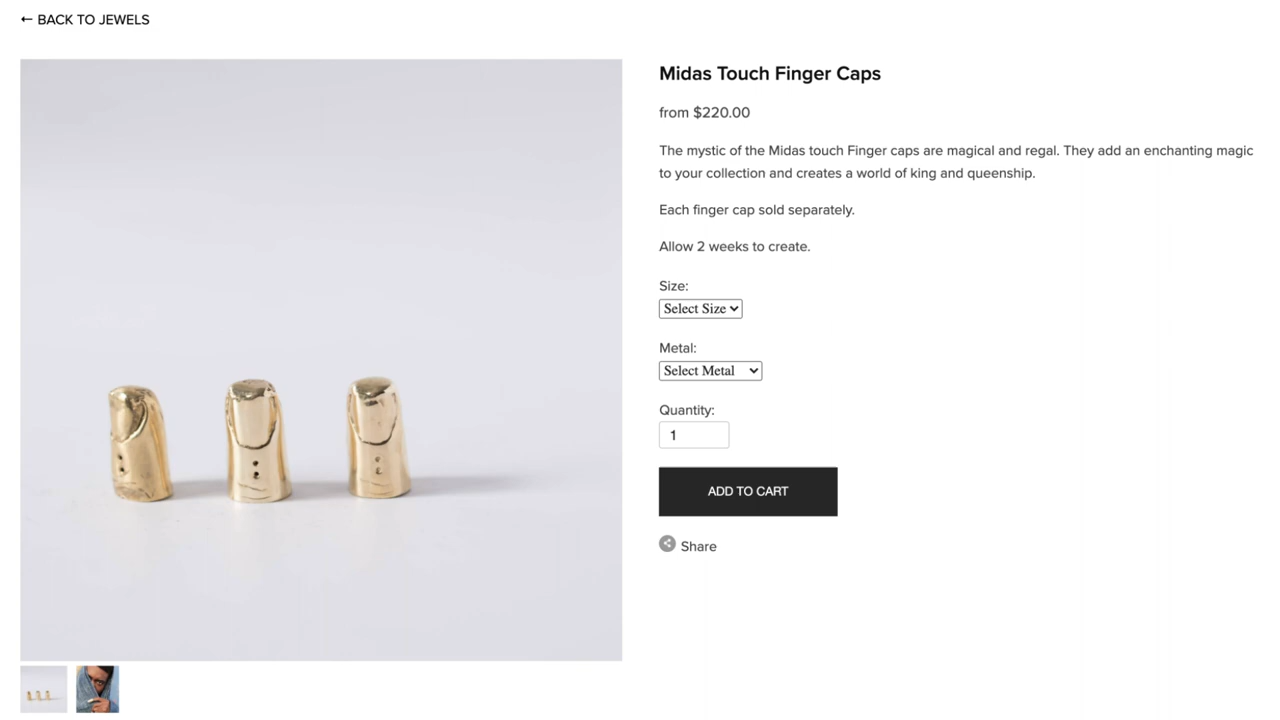 ← BACK TO JEWELS
Midas Touch Finger Caps
from $220.00
The mystic of the Midas touch Finger caps are magical and regal. They add an enchanting magic
to your collection and creates a world of king and queenship.
Each finger cap sold separately.
Allow 2 weeks to create.
Size:
Select Size
Metal:
Select Metal
Quantity:
1
ADD TO CART
Share